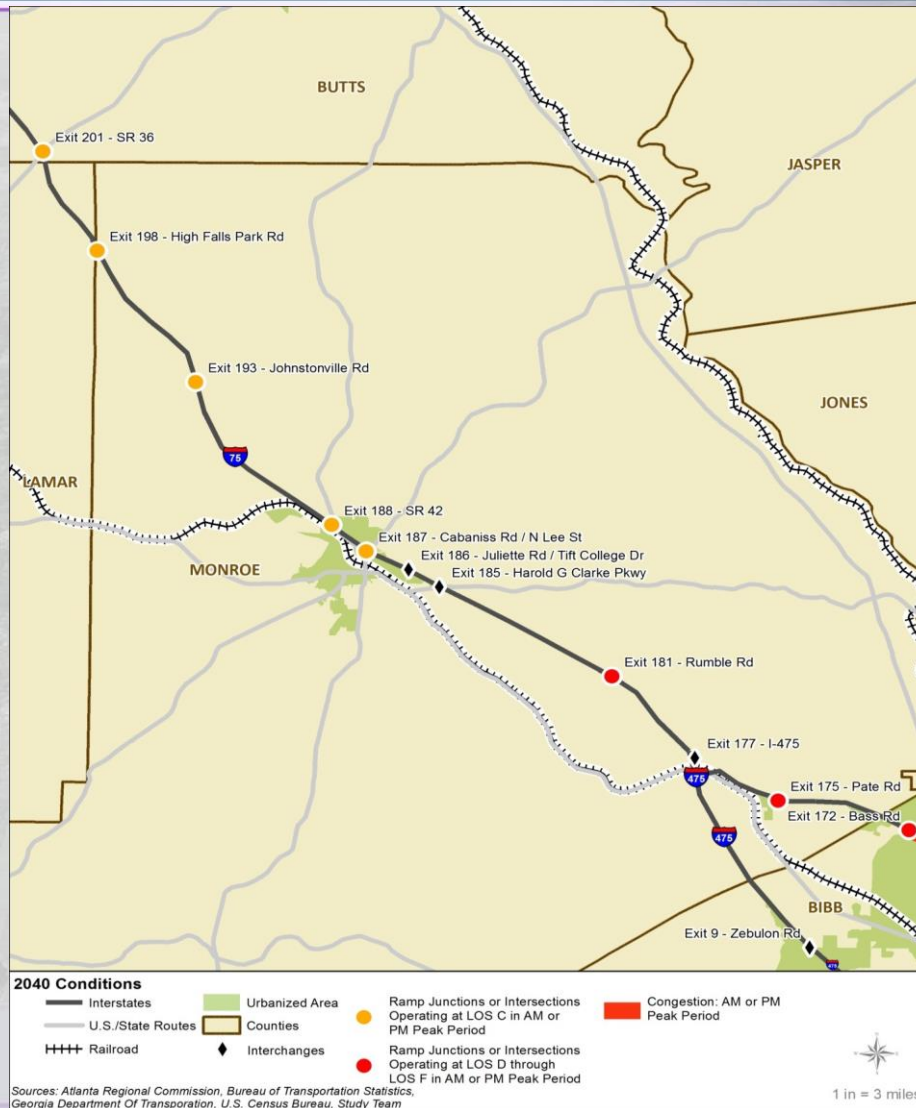 BUTTS
Exit 201 - SR 36
JASPER
Exit 198 - High Falls Park Rd
Exit 193 - Johnstonville Rd
JONES
75
LAMAR
Exit 188 - SR 42
Exit 187 - Cabaniss Rd / N Lee St
Exit 186 - Juliette Rd / Tift College Dr
MONROE
Exit 185 - Harold G Clarke Pkwy
Exit 181 - Rumble Rd
Exit 177 - I-475
475
Exit 175 - Pate Rd
Exit 172 - Bass Rd
475
BIBB
Exit 9 - Zebulon Rd
475
2040 Conditions
Interstates
U.S./State Routes
Railroad
Urbanized Area
Counties
Interchanges
Ramp Junctions or Intersections
Operating at LOS C in AM or
PM Peak Period
Ramp Junctions or Intersections
Operating at LOS D through
LOS F in AM or PM Peak Period
Congestion: AM or PM
Peak Period
Sources: Atlanta Regional Commission, Bureau of Transportation Statistics,
Georgia Department Of Transporation, U.S. Census Bureau, Study Team
1 in = 3 miles